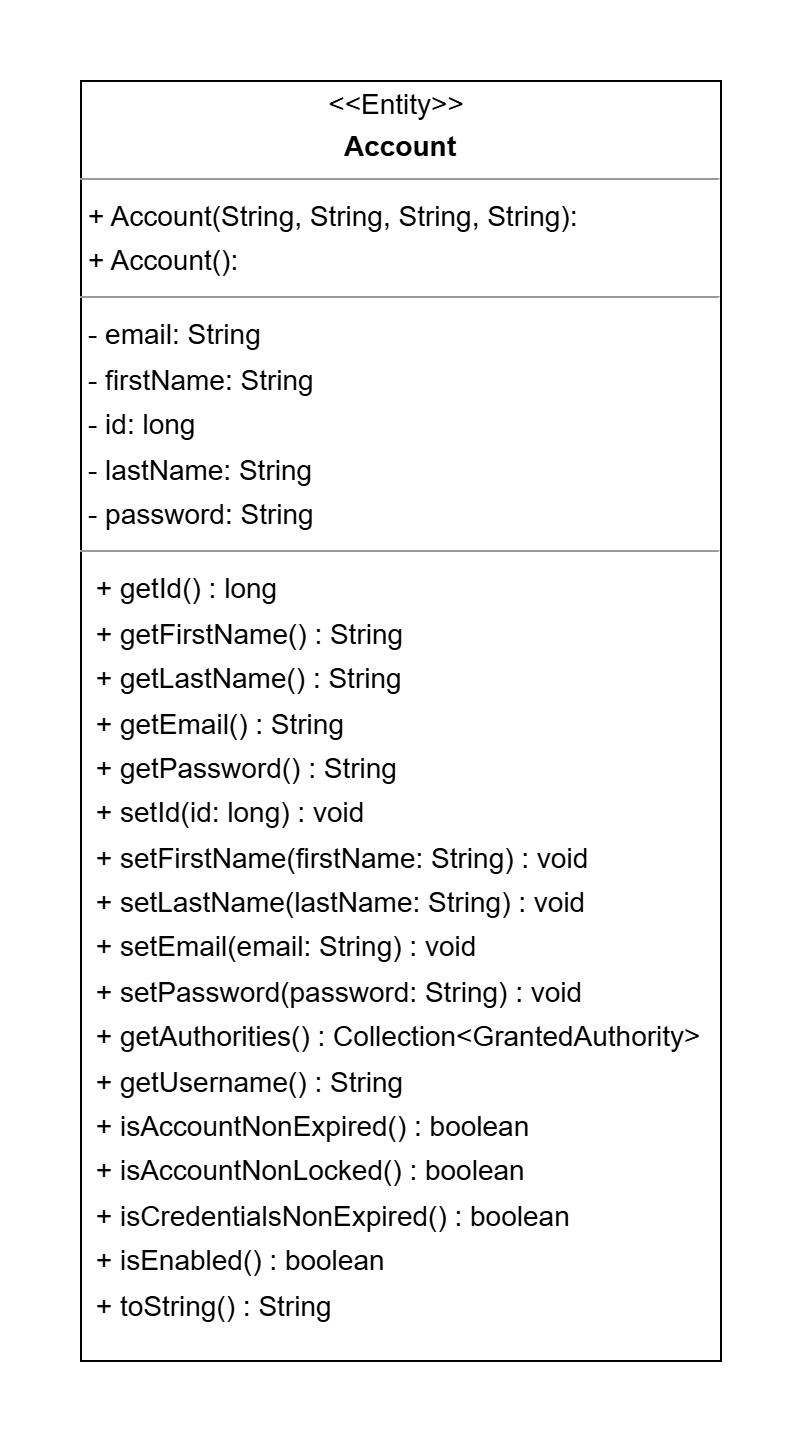 <<Entity>>
Account
+ Account(String, String, String, String):
+ Account():
- email: String
- firstName: String
- id: long
- lastName: String
- password: String
+ getId() : long
+ getFirstName() : String
+ getLastName() : String
+ getEmail() : String
+ getPassword() : String
+ setId(id: long) : void
+ setFirstName(firstName: String) : void
+ setLastName(lastName: String) : void
+ setEmail(email: String) : void
+ setPassword(password: String) : void
+ getAuthorities() : Collection<GrantedAuthority>
+ getUsername() : String
+ isAccountNonExpired() : boolean
+ isAccountNonLocked() : boolean
+ isCredentialsNonExpired() : boolean
+ isEnabled() : boolean
+ toString() : String